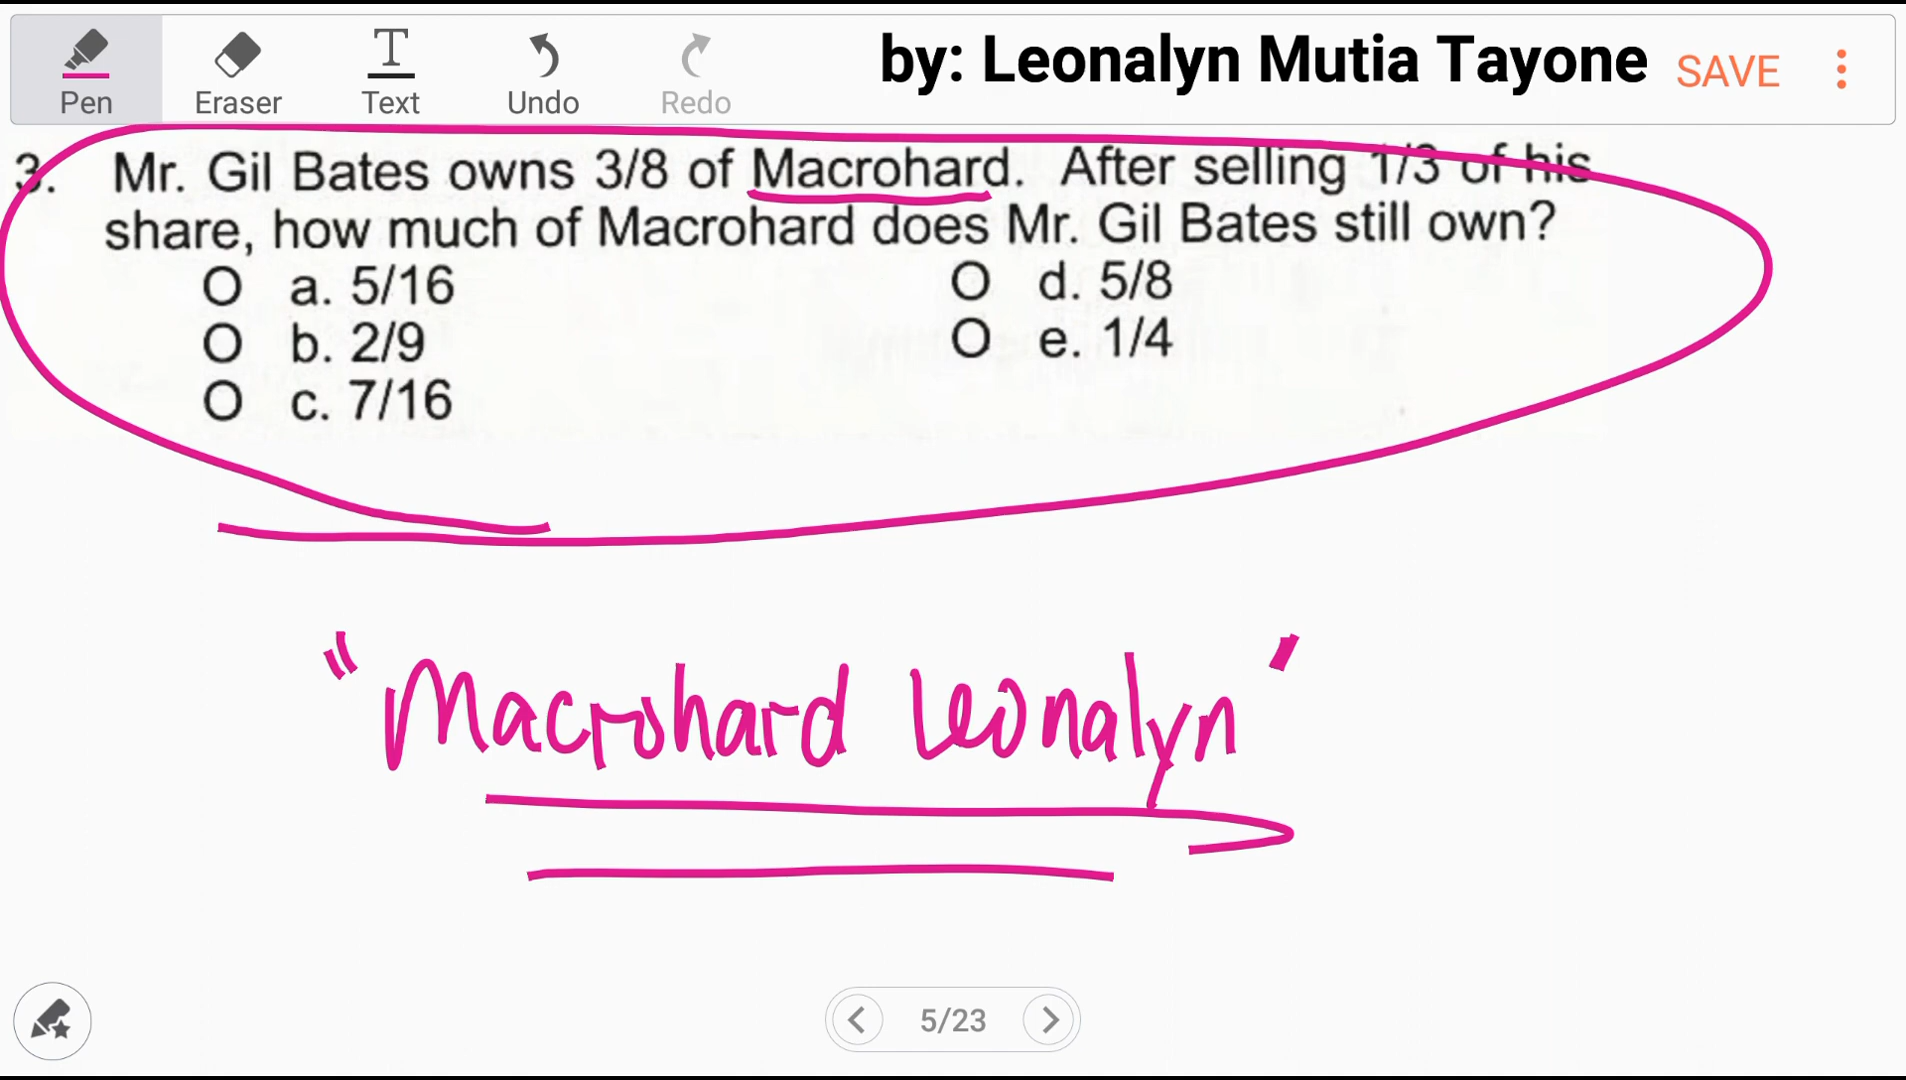 Pen
Eraser
Text
Undo
Redo
by: Leonalyn Mutia Tayone
SAVE
3. Mr. Gil Bates owns 3/8 of Macrohard. After selling 1/3 of his
share, how much of Macrohard does Mr. Gil Bates still own?
a. 5/16
d. 5/8
b. 2/9
e. 1/4
c. 7/16
"Macrohard Leonalyn'
5/23